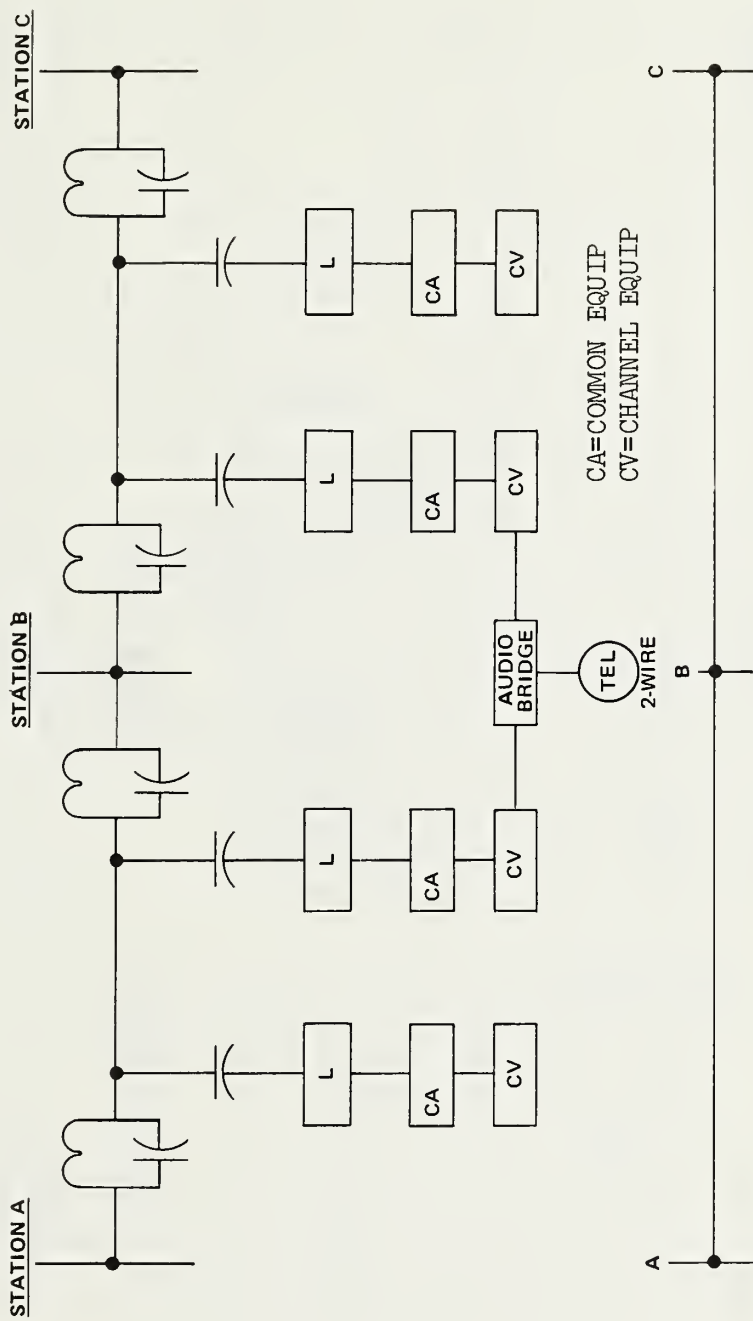 STATION A
STATION B
STATION C
L
L
L
L
CA
CA
CA
CA
CV
CV
CV
CV
AUDIO
BRIDGE
TEL
2-WIRE
CA=COMMON EQUIP
CV=CHANNEL EQUIP
A
B
C